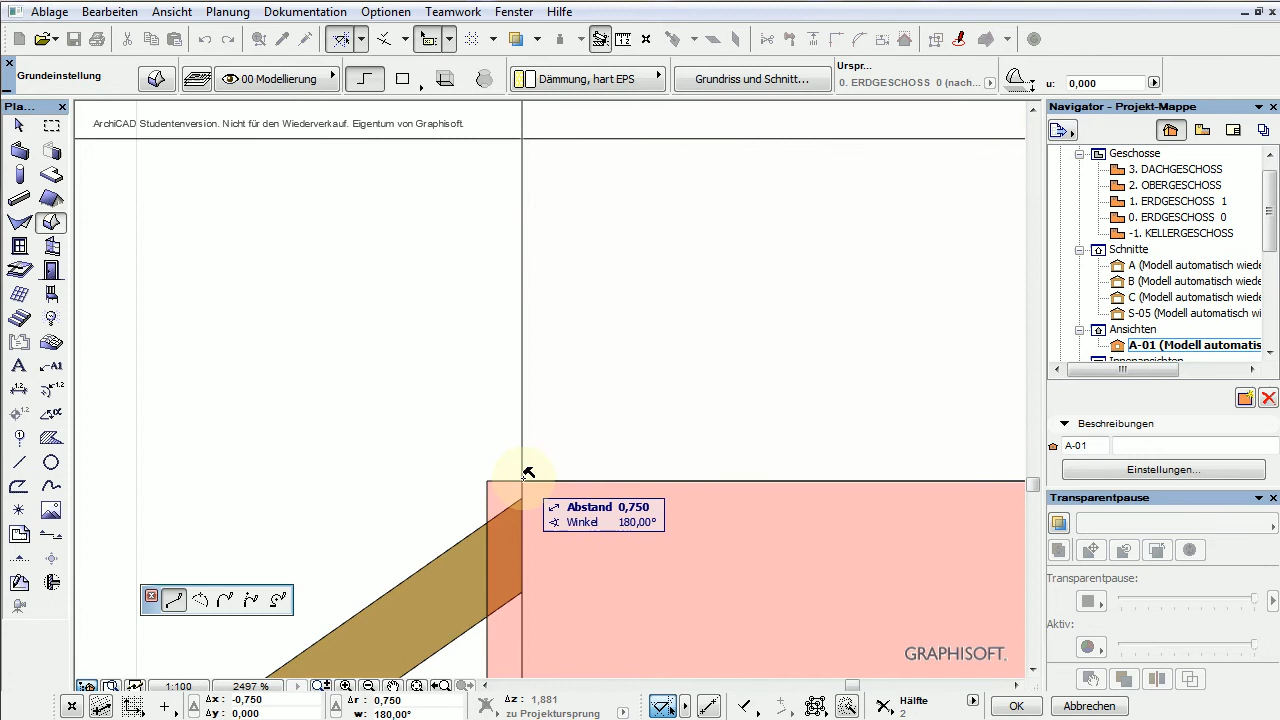 Ablage Bearbeiten Ansicht Planung Dokumentation Optionen Teamwork Fenster Hilfe
Grundeinstellung
00 Modellierung
Dämmung, hart EPS
Grundriss und Schnitt...
Urspr...
0. ERDGESCHOSS 0 (nach...
u: 0,000
Pla...
ArchiCAD Studentenversion. Nicht für den Wiederverkauf. Eigentum von Graphisoft.
Navigator - Projekt-Mappe
Geschosse
3. DACHGESCHOSS
2. OBERGESCHOSS
1. ERDGESCHOSS 1
0. ERDGESCHOSS 0
-1. KELLERGESCHOSS
Schnitte
A (Modell automatisch wiede
B (Modell automatisch wiede
C (Modell automatisch wiede
S-05 (Modell automatisch wi
Ansichten
A-01 (Modell automatis
Innenansichten
Beschreibungen
A-01
Einstellungen...
Transparentpause
Transparentpause:
Aktiv:
Abstand 0,750
Winkel 180,00°
GRAPHISOFT.
1:100
2497 %
Δx: -0,750
Δy: 0,000
Δr: 0,750
w: 180,00°
Δz: 1,881
zu Projektursprung
Hälfte
2
OK
Abbrechen